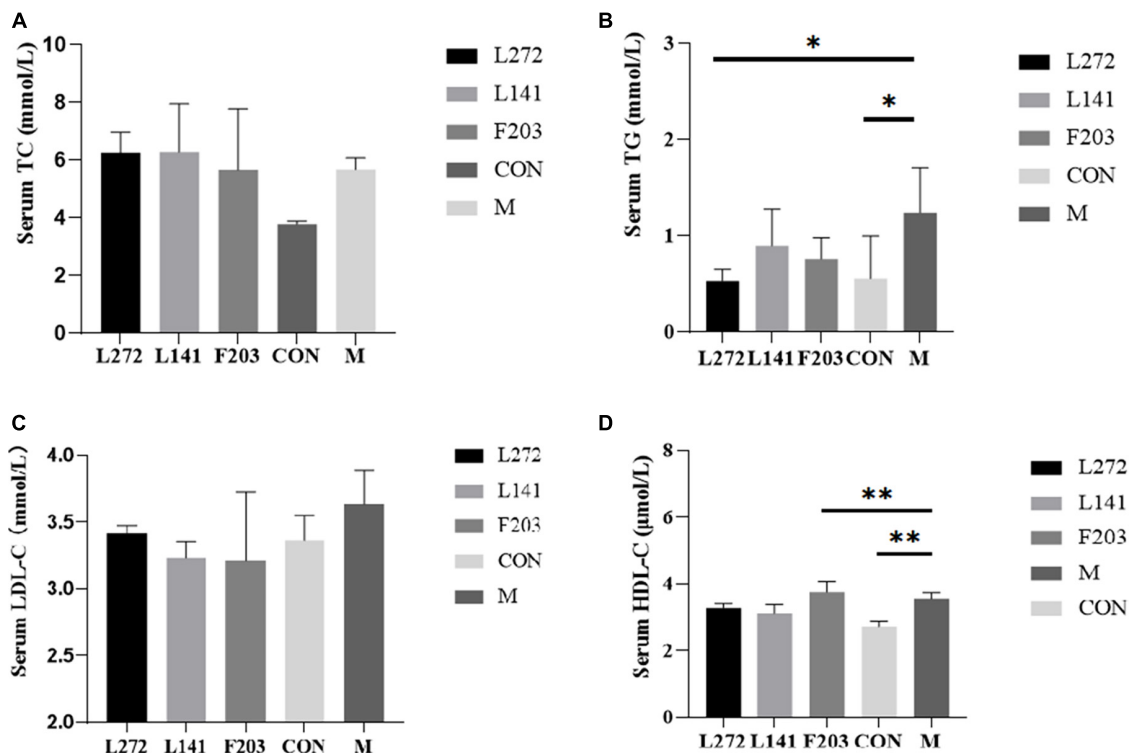 A
Serum TC (mmol/L)
10
8
6
4
2
0
L272 L141 F203 CON M
L272
L141
F203
CON
M
B
Serum TG (mmol/L)
3
2
1
0
*
*
L272 L141 F203 CON M
L272
L141
F203
CON
M
C
Serum LDL-C (mmol/L)
4.0
3.5
3.0
2.5
2.0
L272 L141 F203 CON M
L272
L141
F203
CON
M
D
Serum HDL-C (μmol/L)
8
6
4
2
0
**
**
L272 L141 F203 CON M
L272
L141
F203
M
CON